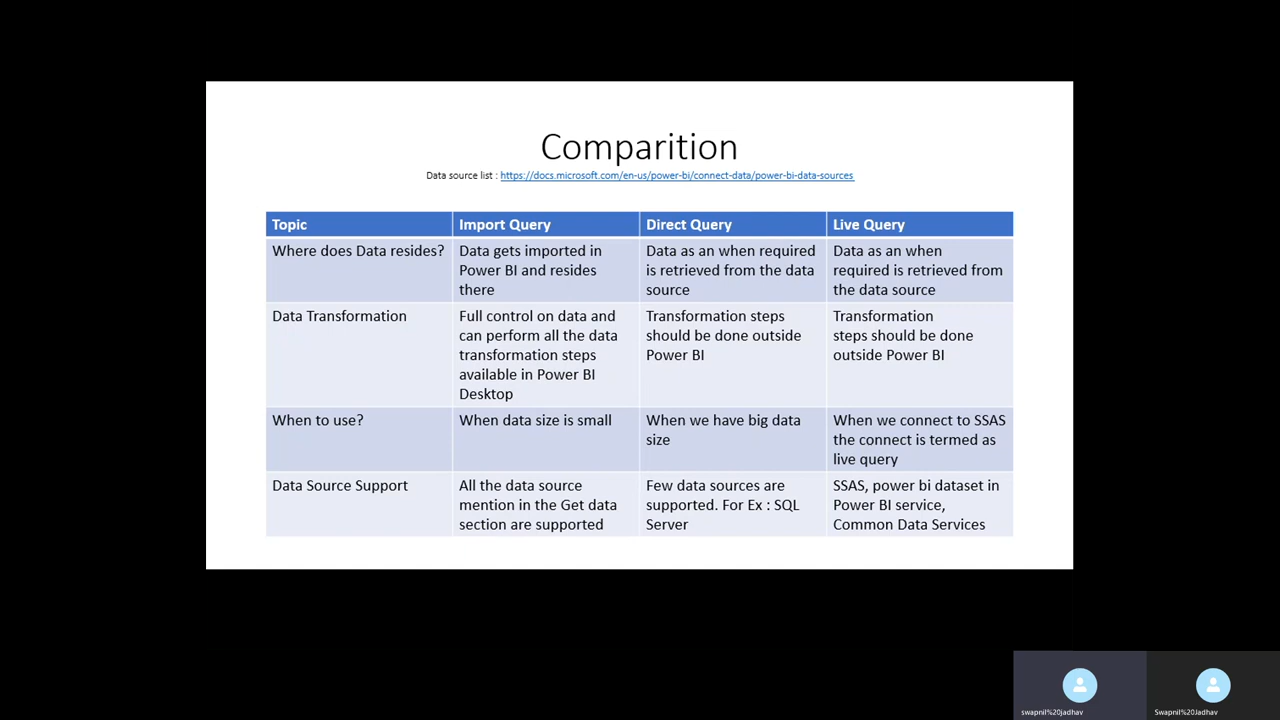 Comparition
Data source list : https://docs.microsoft.com/en-us/power-bi/connect-data/power-bi-data-sources
Topic
Import Query
Direct Query
Live Query
Where does Data resides?
Data gets imported in
Power BI and resides
there
Data as an when required
is retrieved from the data
source
Data as an when
required is retrieved from
the data source
Data Transformation
Full control on data and
can perform all the data
transformation steps
available in Power BI
Desktop
Transformation steps
should be done outside
Power BI
Transformation
steps should be done
outside Power BI
When to use?
When data size is small
When we have big data
size
When we connect to SSAS
the connect is termed as
live query
Data Source Support
All the data source
mention in the Get data
section are supported
Few data sources are
supported. For Ex : SQL
Server
SSAS, power bi dataset in
Power BI service,
Common Data Services
swapnil%20jadhav
Swapnil%20Jadhav